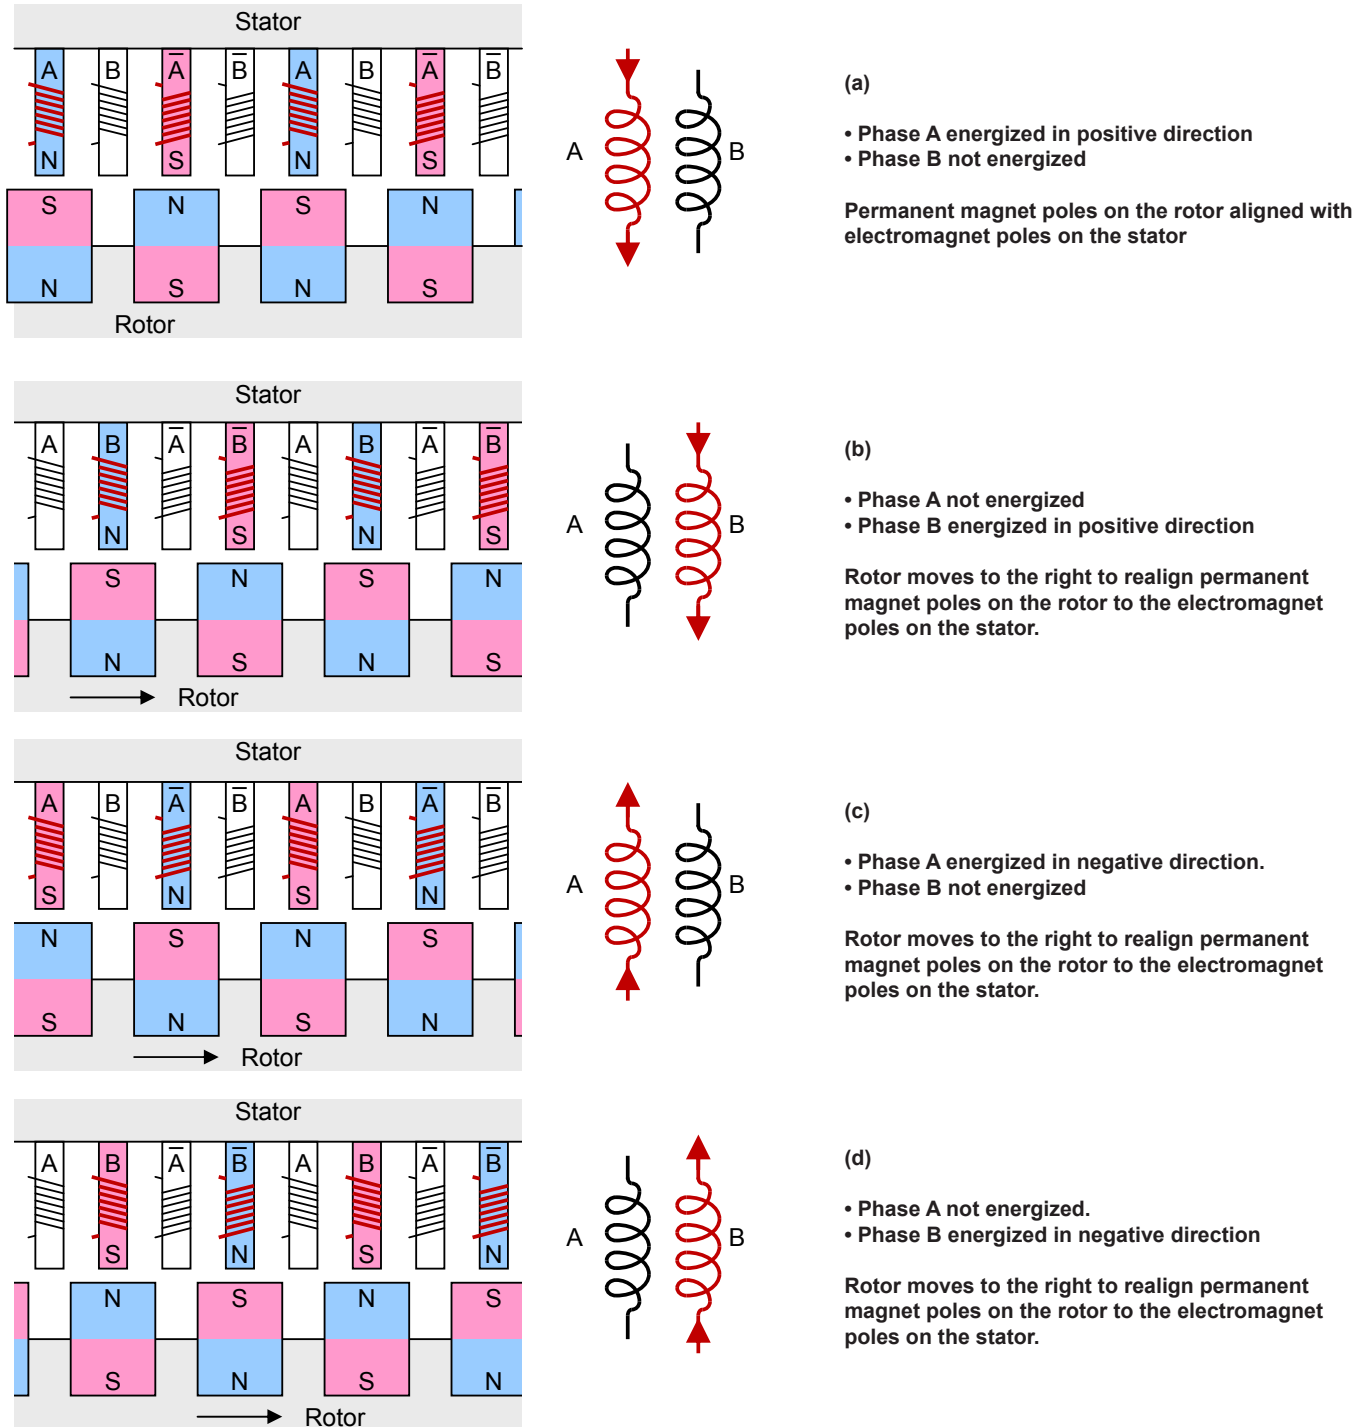 Stator
A B A̅ B̅ A B A̅ B̅
N S N S
S N S N
N S N S
Rotor
A B
(a)
• Phase A energized in positive direction
• Phase B not energized
Permanent magnet poles on the rotor aligned with
electromagnet poles on the stator
Stator
A B A̅ B̅ A B A̅ B̅
N S N S
S N S N
N S N S
Rotor
A B
(b)
• Phase A not energized
• Phase B energized in positive direction
Rotor moves to the right to realign permanent
magnet poles on the rotor to the electromagnet
poles on the stator.
Stator
A B A̅ B̅ A B A̅ B̅
S N S N
N S N S
S N S N
Rotor
A B
(c)
• Phase A energized in negative direction.
• Phase B not energized
Rotor moves to the right to realign permanent
magnet poles on the rotor to the electromagnet
poles on the stator.
Stator
A B A̅ B̅ A B A̅ B̅
S N S N
N S N S
S N S N
Rotor
A B
(d)
• Phase A not energized.
• Phase B energized in negative direction
Rotor moves to the right to realign permanent
magnet poles on the rotor to the electromagnet
poles on the stator.